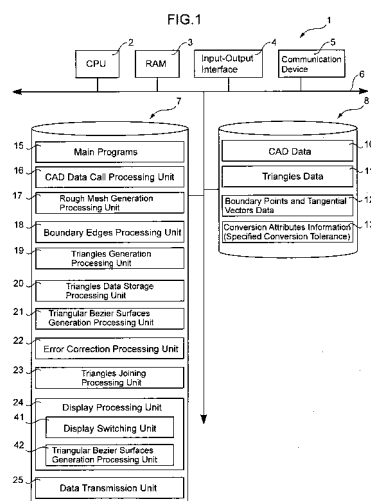 FIG.1
1
2
3
4
5
CPU
RAM
Input-Output
Interface
Communication
Device
6
7
8
15
Main Programs
16
CAD Data Call Processing Unit
17
Rough Mesh Generation
Processing Unit
18
Boundary Edges Processing Unit
19
Triangles Generation
Processing Unit
20
Triangles Data Storage
Processing Unit
21
Triangular Bezier Surfaces
Generation Processing Unit
22
Error Correction Processing Unit
23
Triangles Joining
Processing Unit
24
Display Processing Unit
41
Display Switching Unit
42
Triangular Bezier Surfaces
Generation Processing Unit
25
Data Transmission Unit
CAD Data
10
Triangles Data
11
Boundary Points and Tangential
Vectors Data
12
Conversion Attributes Information
(Specified Conversion Tolerance)
13